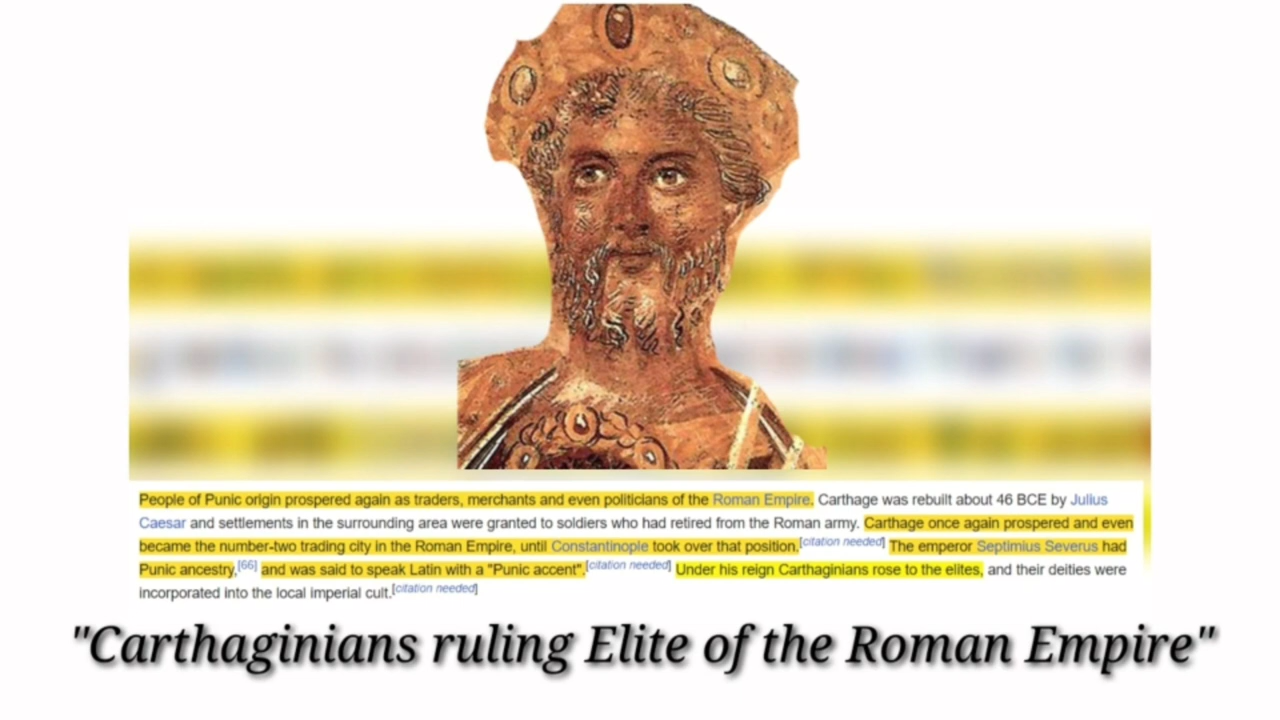 People of Punic origin prospered again as traders, merchants and even politicians of the Roman Empire. Carthage was rebuilt about 46 BCE by Julius
Caesar and settlements in the surrounding area were granted to soldiers who had retired from the Roman army. Carthage once again prospered and even
became the number-two trading city in the Roman Empire, until Constantinople took over that position.[citation needed] The emperor Septimius Severus had
Punic ancestry,[66] and was said to speak Latin with a "Punic accent".[citation needed] Under his reign Carthaginians rose to the elites, and their deities were
incorporated into the local imperial cult.[citation needed]
"Carthaginians ruling Elite of the Roman Empire"